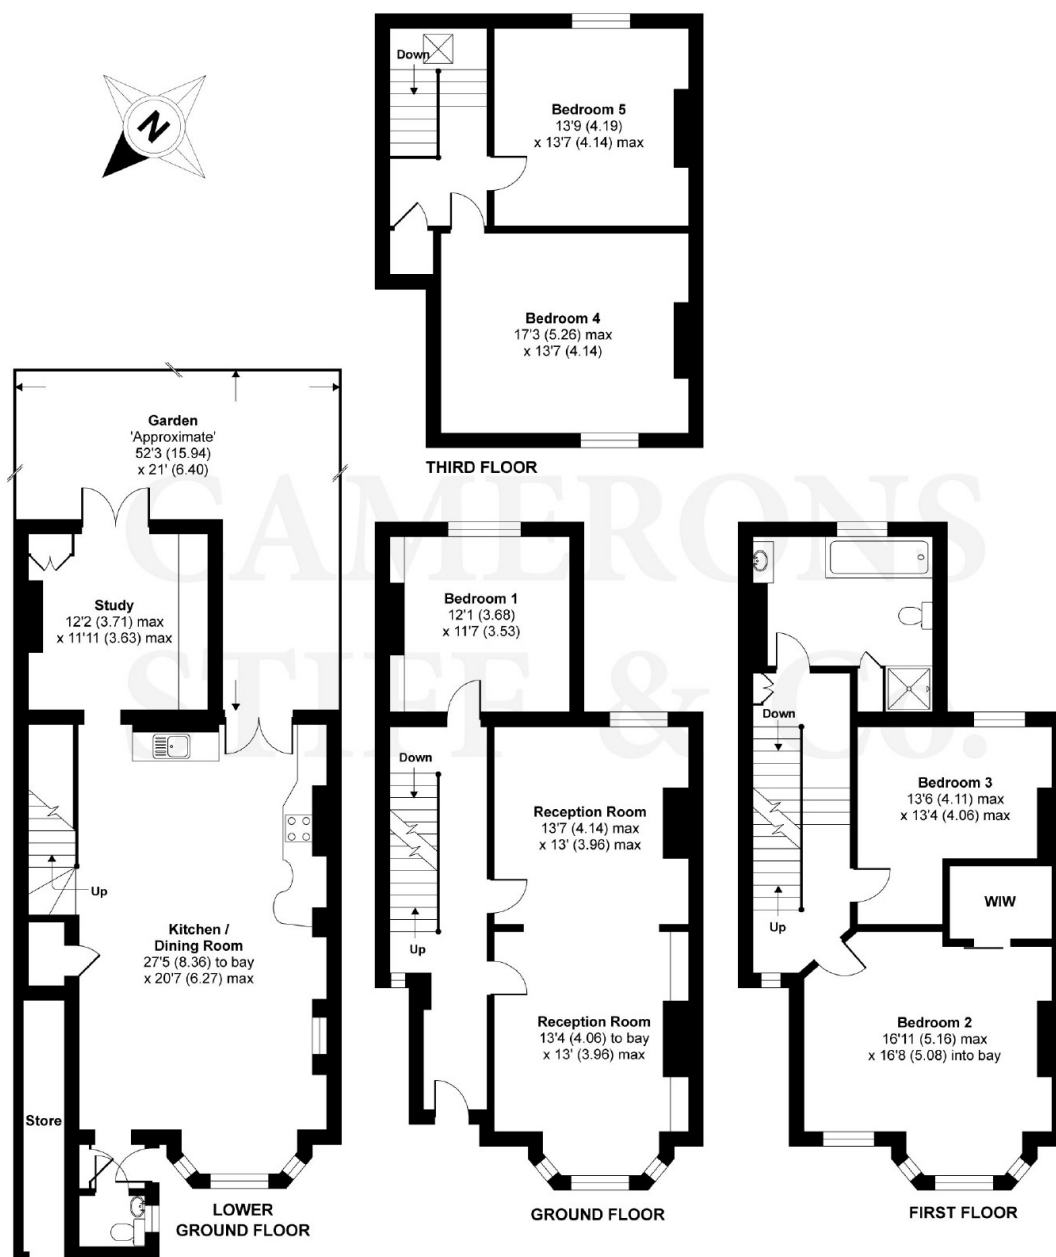 Down
N
Bedroom 5
13'9 (4.19)
x 13'7 (4.14) max
Bedroom 4
17'3 (5.26) max
x 13'7 (4.14)
THIRD FLOOR
Garden
'Approximate'
52'3 (15.94)
x 21' (6.40)
CAMERONS
STIFF & Co.
Study
12'2 (3.71) max
x 11'11 (3.63) max
Up
Kitchen /
Dining Room
27'5 (8.36) to bay
x 20'7 (6.27) max
Store
LOWER
GROUND FLOOR
Bedroom 1
12'1 (3.68)
x 11'7 (3.53)
Down
Up
Reception Room
13'7 (4.14) max
x 13' (3.96) max
Reception Room
13'4 (4.06) to bay
x 13' (3.96) max
GROUND FLOOR
Down
Up
Bedroom 3
13'6 (4.11) max
x 13'4 (4.06) max
WIW
Bedroom 2
16'11 (5.16) max
x 16'8 (5.08) into bay
FIRST FLOOR